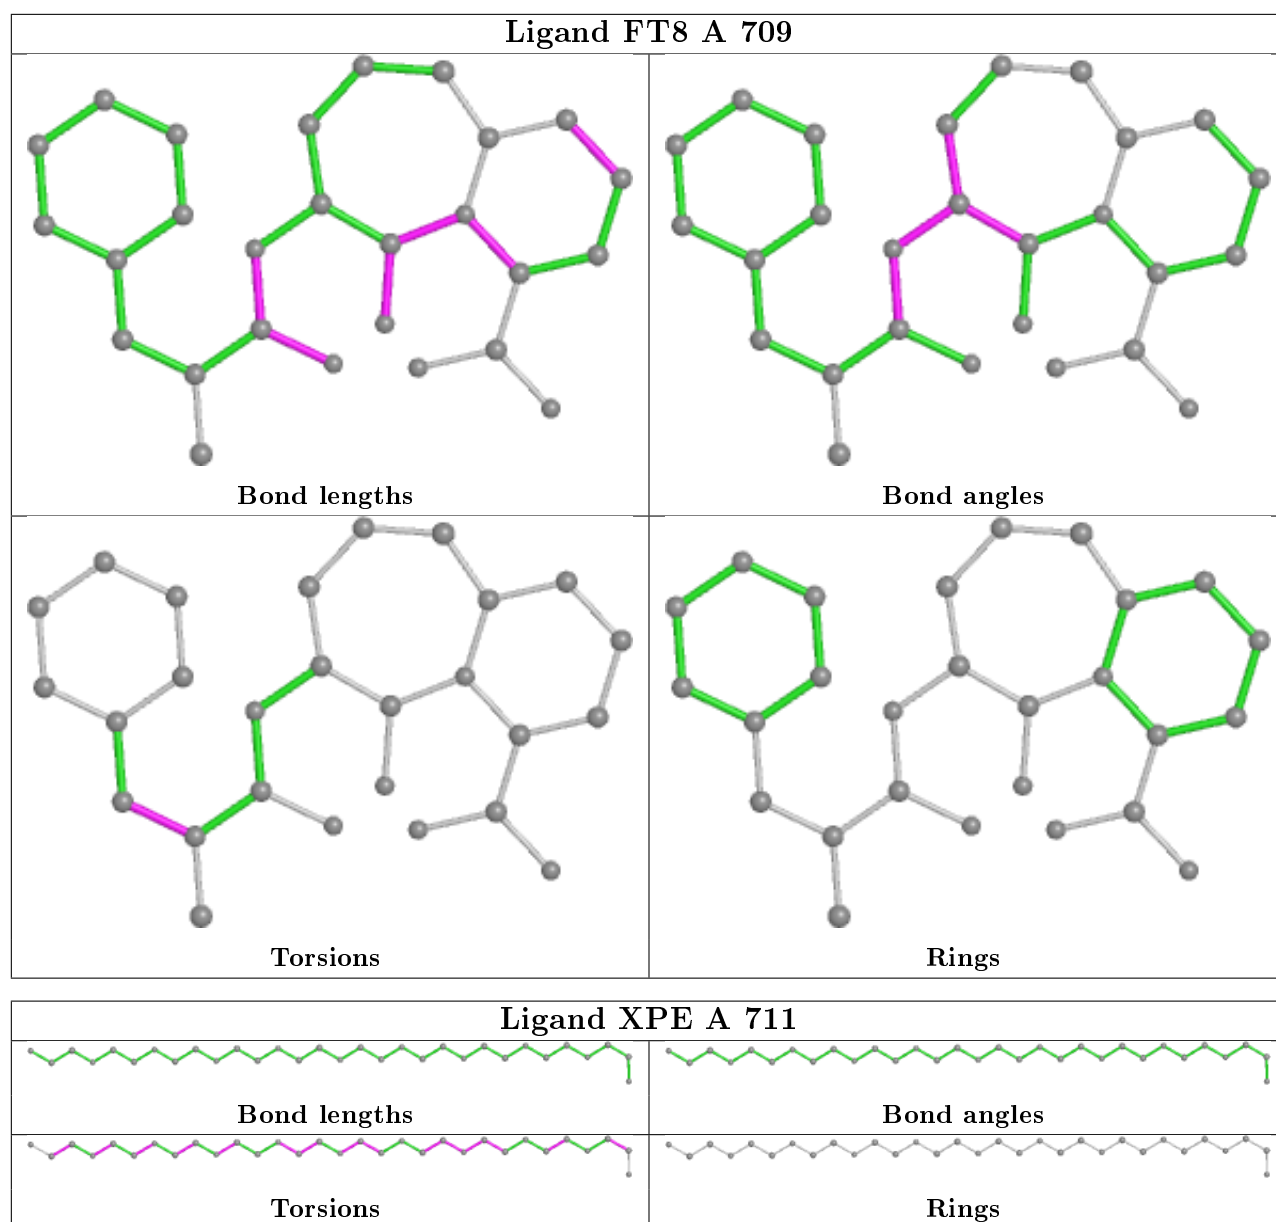 Ligand FT8 A 709
Bond lengths
Bond angles
Torsions
Rings
Ligand XPE A 711
Bond lengths
Bond angles
Torsions
Rings